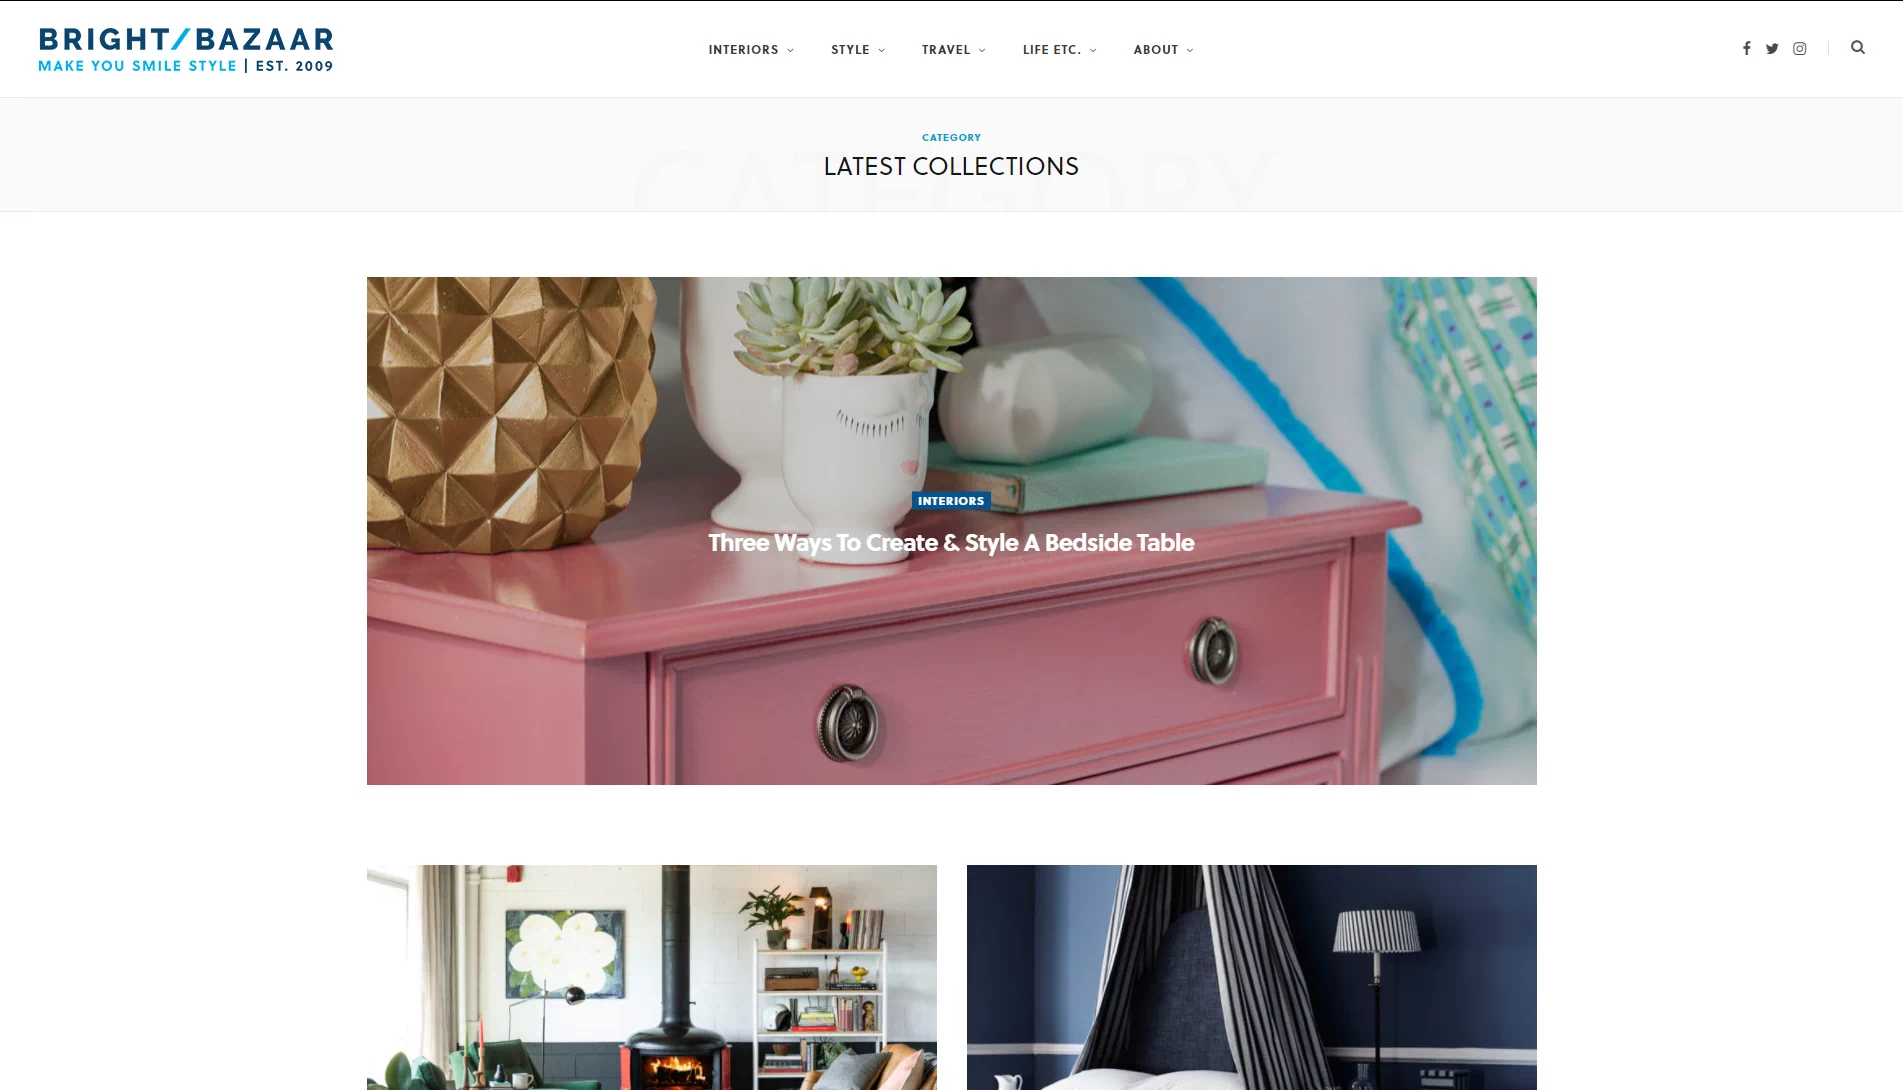 BRIGHT/BAZAAR
MAKE YOU SMILE STYLE | EST. 2009
INTERIORS
STYLE
TRAVEL
LIFE ETC.
ABOUT
CATEGORY
CATEGORY
LATEST COLLECTIONS
INTERIORS
Three Ways To Create & Style A Bedside Table